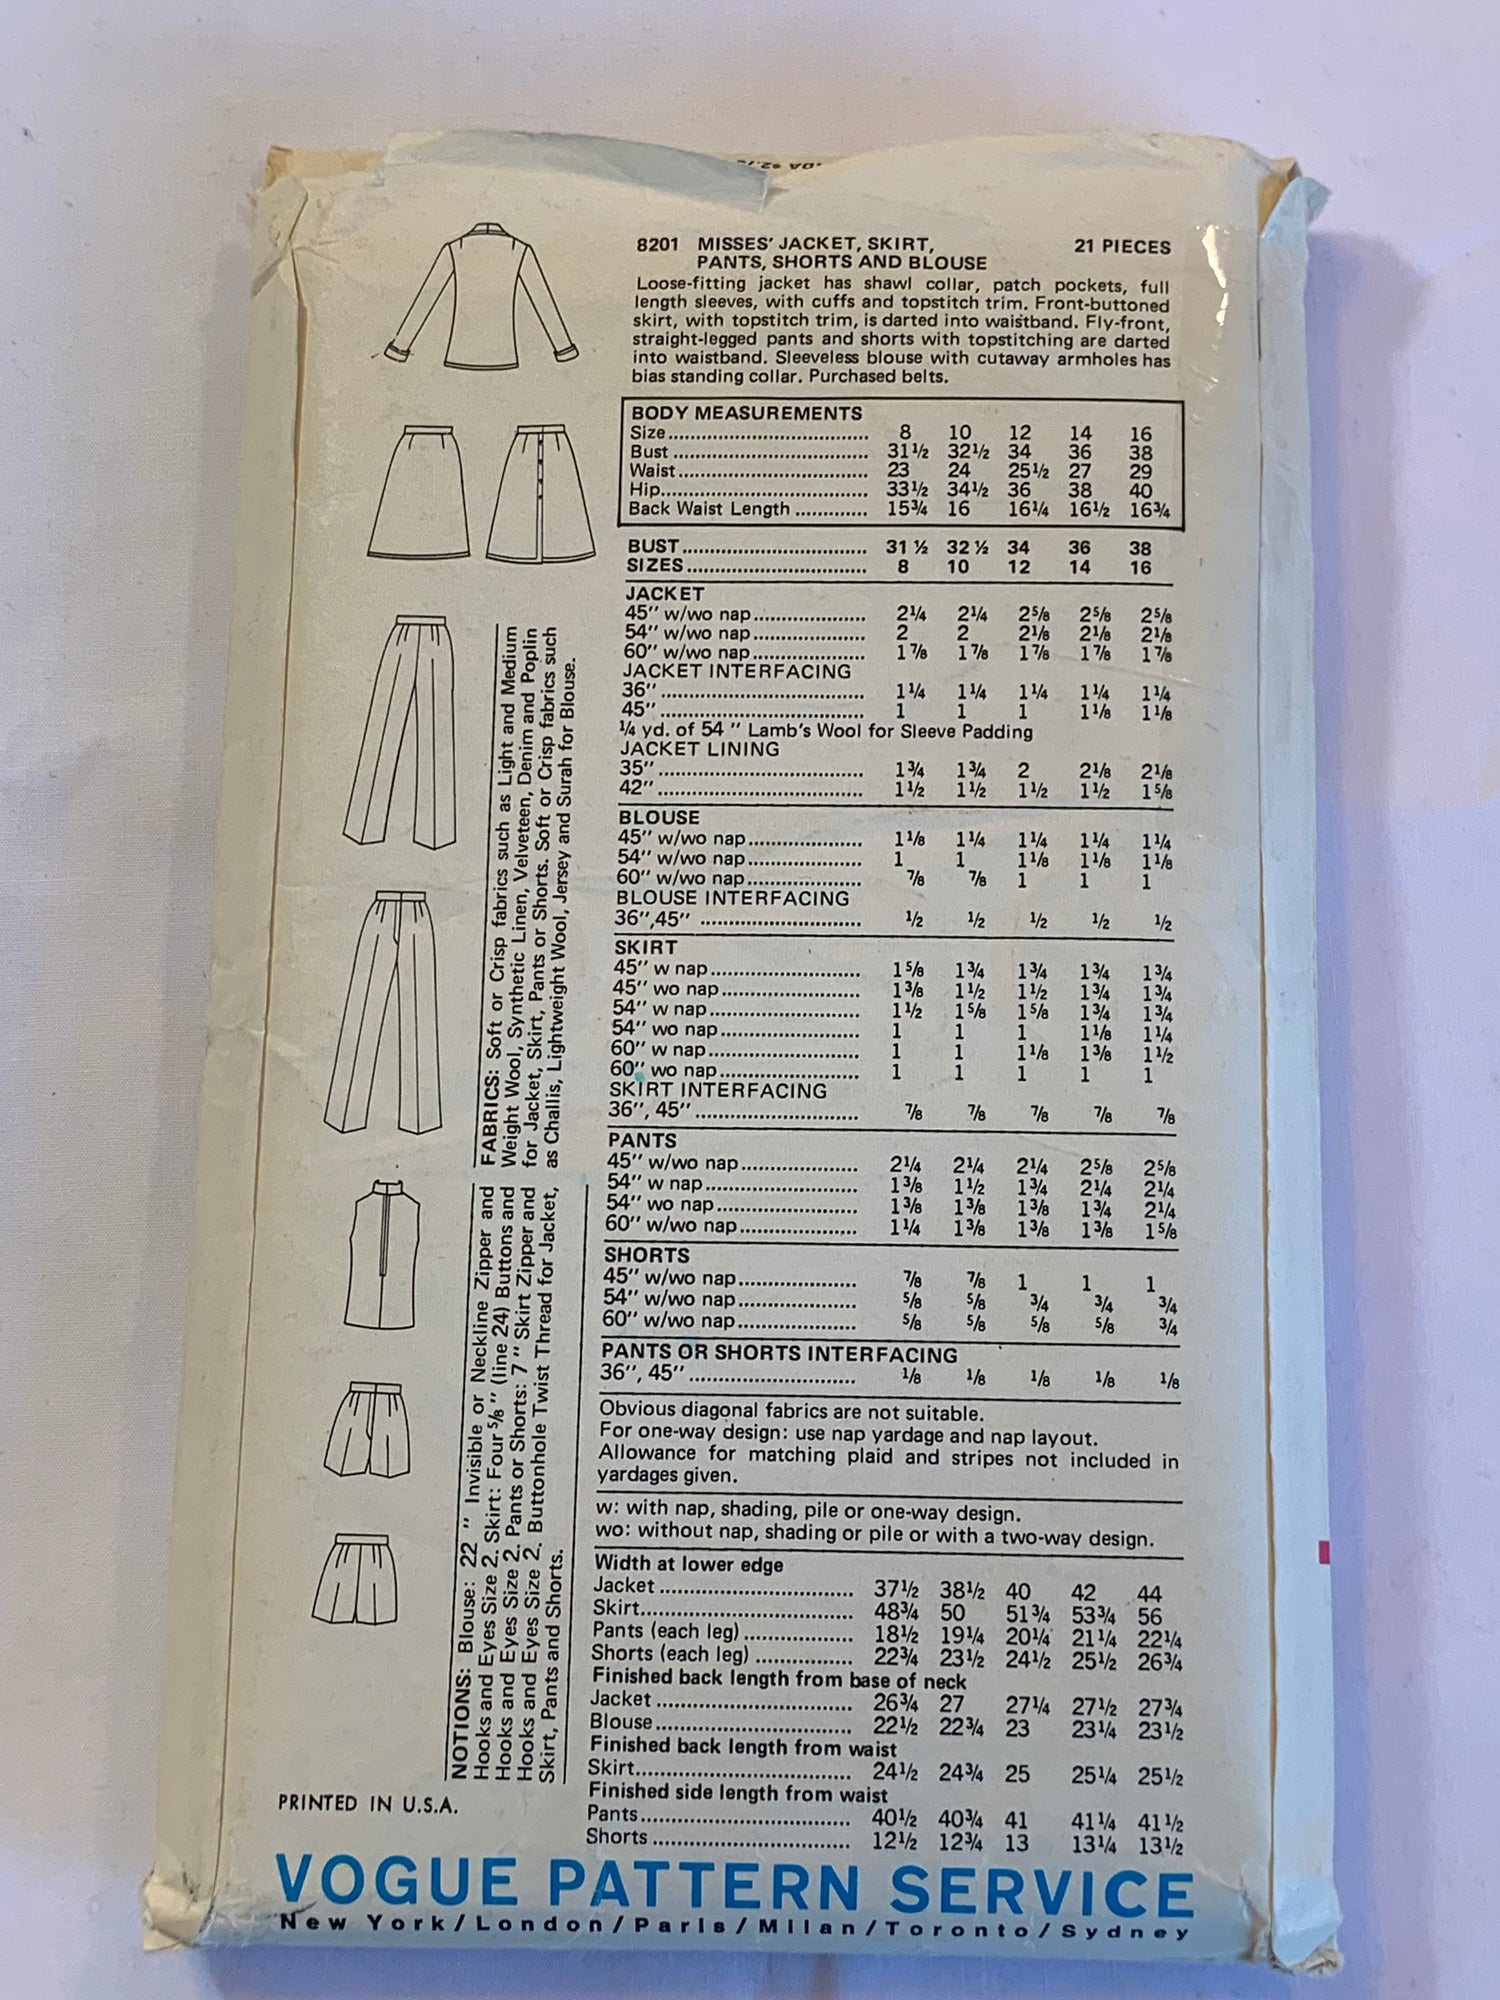 8201 MISSES' JACKET, SKIRT, 21 PIECES
PANTS, SHORTS AND BLOUSE
Loose-fitting jacket has shawl collar, patch pockets, full
length sleeves, with cuffs and topstitch trim. Front-buttoned
skirt, with topstitch trim, is darted into waistband. Fly-front,
straight-legged pants and shorts with topstitching are darted
into waistband. Sleeveless blouse with cutaway armholes has
bias standing collar. Purchased belts.
BODY MEASUREMENTS
Size 8 10 12 14 16
Bust 31½ 32½ 34 36 38
Waist 23 24 25½ 27 29
Hip 33½ 34½ 36 38 40
Back Waist Length 15¾ 16 16¼ 16½ 16¾
BUST 31 ½ 32 ½ 34 36 38
SIZES 8 10 12 14 16
JACKET
45" w/wo nap 2¼ 2¼ 2⅝ 2⅝ 2⅝
54" w/wo nap 2 2 2⅛ 2⅛ 2⅛
60" w/wo nap 1⅞ 1⅞ 1⅞ 1⅞ 1⅞
JACKET INTERFACING
36" 1¼ 1¼ 1¼ 1¼ 1¼
45" 1 1 1 1⅛ 1⅛
¼ yd. of 54 " Lamb's Wool for Sleeve Padding
JACKET LINING
35" 1¾ 1¾ 2 2⅛ 2⅛
42" 1½ 1½ 1½ 1½ 1⅝
BLOUSE
45" w/wo nap 1⅛ 1¼ 1¼ 1¼ 1¼
54" w/wo nap 1 1 1⅛ 1⅛ 1⅛
60" w/wo nap ⅞ ⅞ 1 1 1
BLOUSE INTERFACING
36",45" ½ ½ ½ ½ ½
SKIRT
45" w nap 1⅝ 1¾ 1¾ 1¾ 1¾
45" wo nap 1⅜ 1½ 1½ 1¾ 1¾
54" w nap 1½ 1⅝ 1⅝ 1¾ 1¾
54" wo nap 1 1 1 1⅛ 1¼
60" w nap 1 1 1⅛ 1⅜ 1½
60" wo nap 1 1 1 1 1
SKIRT INTERFACING
36", 45" ⅞ ⅞ ⅞ ⅞ ⅞
PANTS
45" w/wo nap 2¼ 2¼ 2¼ 2⅝ 2⅝
54" w nap 1⅜ 1½ 1¾ 2¼ 2¼
54" wo nap 1⅜ 1⅜ 1⅜ 1¾ 2¼
60" w/wo nap 1¼ 1⅜ 1⅜ 1⅜ 1⅝
SHORTS
45" w/wo nap ⅞ ⅞ 1 1 1
54" w/wo nap ⅝ ⅝ ¾ ¾ ¾
60" w/wo nap ⅝ ⅝ ⅝ ⅝ ¾
PANTS OR SHORTS INTERFACING
36", 45" ⅛ ⅛ ⅛ ⅛ ⅛
Obvious diagonal fabrics are not suitable.
For one-way design: use nap yardage and nap layout.
Allowance for matching plaid and stripes not included in
yardages given.
w: with nap, shading, pile or one-way design.
wo: without nap, shading or pile or with a two-way design.
Width at lower edge
Jacket 37½ 38½ 40 42 44
Skirt 48¾ 50 51¾ 53¾ 56
Pants (each leg) 18½ 19¼ 20¼ 21¼ 22¼
Shorts (each leg) 22¾ 23½ 24½ 25½ 26¾
Finished back length from base of neck
Jacket 26¾ 27 27¼ 27½ 27¾
Blouse 22½ 22¾ 23 23¼ 23½
Finished back length from waist
Skirt 24½ 24¾ 25 25¼ 25½
Finished side length from waist
Pants 40½ 40¾ 41 41¼ 41½
Shorts 12½ 12¾ 13 13¼ 13½
FABRICS: Soft or Crisp fabrics such as Light and Medium
Weight Wool, Synthetic Linen, Velveteen, Denim and Poplin
for Jacket, Skirt, Pants or Shorts. Soft or Crisp fabrics such
as Challis, Lightweight Wool, Jersey and Surah for Blouse.
NOTIONS: Blouse: 22 " Invisible or Neckline Zipper and
Hooks and Eyes Size 2. Skirt: Four ⅝" (line 24) Buttons and
Hooks and Eyes Size 2. Pants or Shorts: 7 " Skirt Zipper and
Hooks and Eyes Size 2. Buttonhole Twist Thread for Jacket,
Skirt, Pants and Shorts.
PRINTED IN U.S.A.
VOGUE PATTERN SERVICE
New York/London/Paris/Milan/Toronto/Sydney